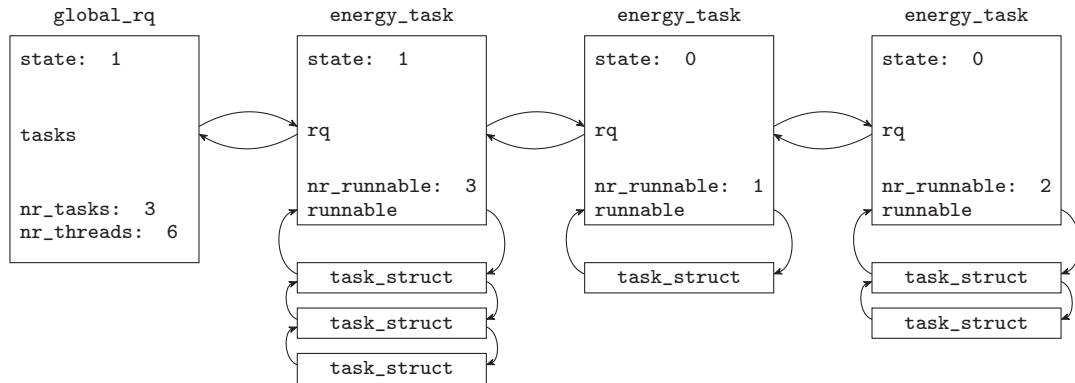 global_rq
state: 1
tasks
nr_tasks: 3
nr_threads: 6
energy_task
state: 1
rq
nr_runnable: 3
runnable
task_struct
task_struct
task_struct
energy_task
state: 0
rq
nr_runnable: 1
runnable
task_struct
energy_task
state: 0
rq
nr_runnable: 2
runnable
task_struct
task_struct